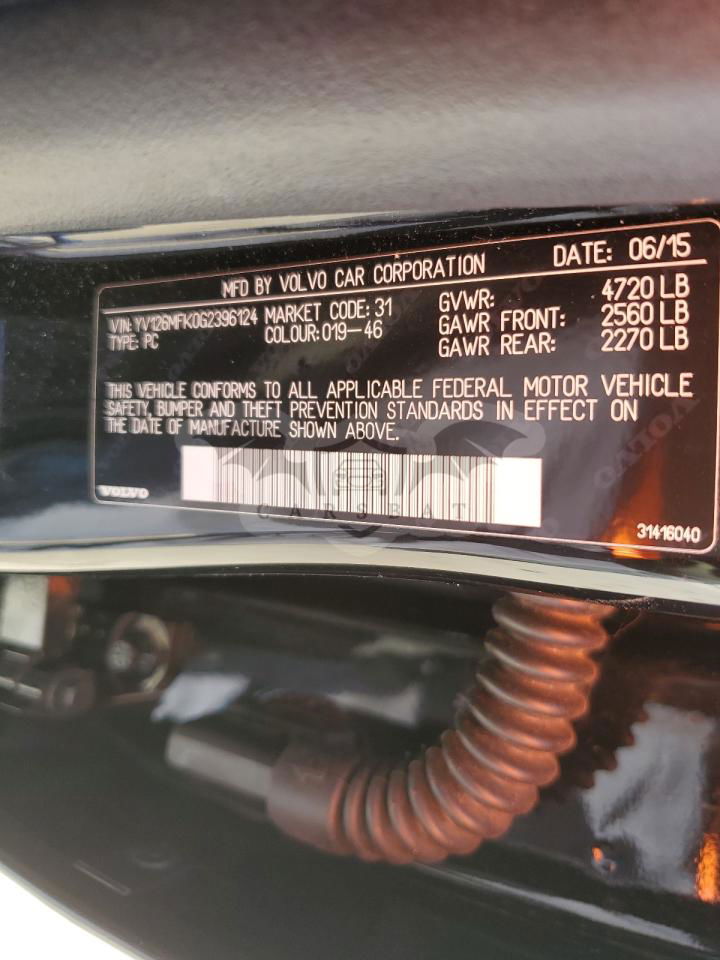 MFD BY VOLVO CAR CORPORATION DATE: 06/15
VIN: YV126MFK0G2396124 MARKET CODE: 31 GVWR: 4720 LB
TYPE: PC COLOUR: 019-46 GAWR FRONT: 2560 LB
GAWR REAR: 2270 LB
THIS VEHICLE CONFORMS TO ALL APPLICABLE FEDERAL MOTOR VEHICLE
SAFETY, BUMPER AND THEFT PREVENTION STANDARDS IN EFFECT ON
THE DATE OF MANUFACTURE SHOWN ABOVE.
VOLVO
CARSBAT
31416040